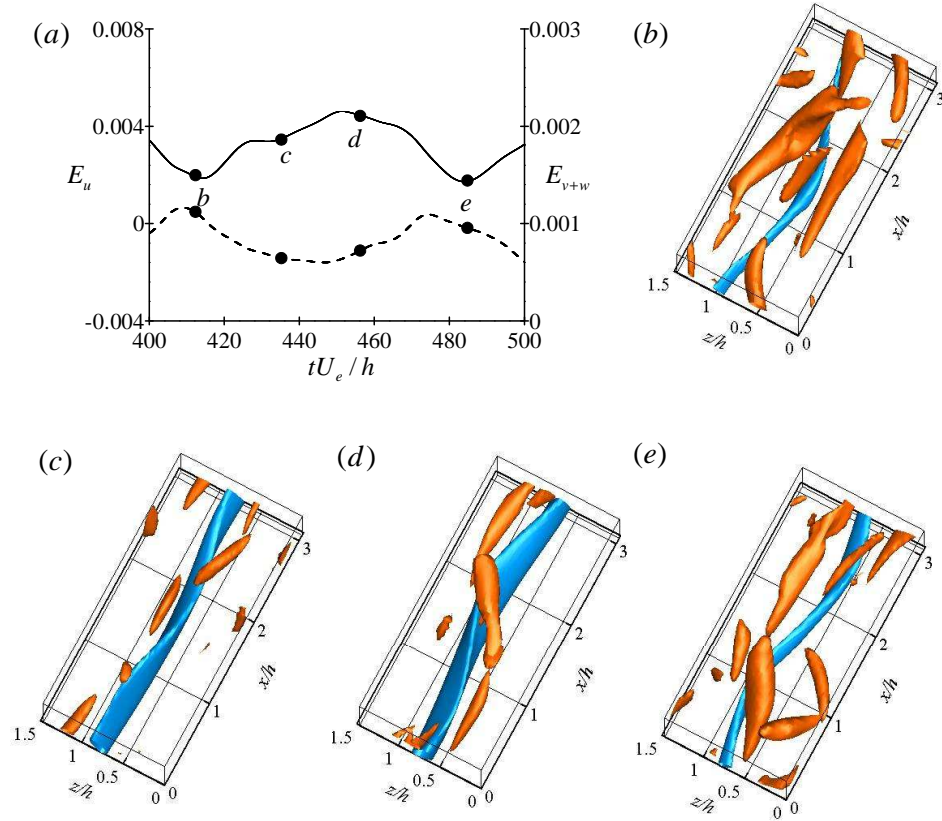 (a)
0.008
0.004
0
-0.004
E_u
0.003
0.002
0.001
0
E_{v+w}
b
c
d
e
400 420 440 460 480 500
tU_e / h
(b)
3
2
1
0
x/h
1.5
1
0.5
0
z/h
(c)
3
2
1
0
x/h
1.5
1
0.5
0
z/h
(d)
3
2
1
0
x/h
1.5
1
0.5
0
z/h
(e)
3
2
1
0
x/h
1.5
1
0.5
0
z/h